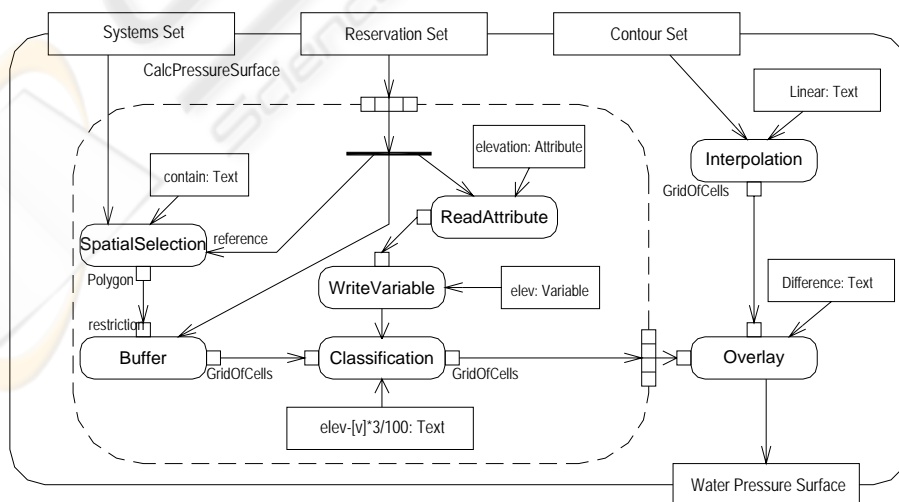 Systems Set
Reservation Set
Contour Set
CalcPressureSurface
Science
Linear: Text
elevation: Attribute
Interpolation
contain: Text
GridOfCells
ReadAttribute
SpatialSelection
reference
Polygon
WriteVariable
elev: Variable
Difference: Text
restriction
Buffer
Classification
Overlay
GridOfCells
GridOfCells
elev-[v]*3/100: Text
Water Pressure Surface